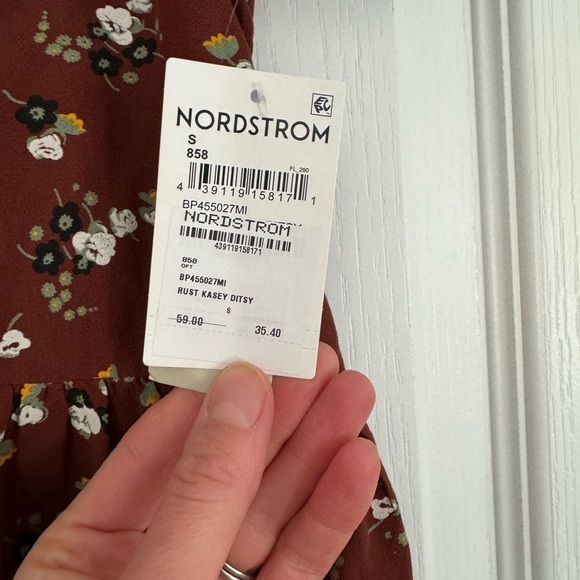 NORDSTROM
S
858
FL_290
4 39119 15817 1
BP455027MI
NORDSTROM
439119158171
858
DPT
BP455027MI
RUST KASEY DITSY
S
59.00 35.40